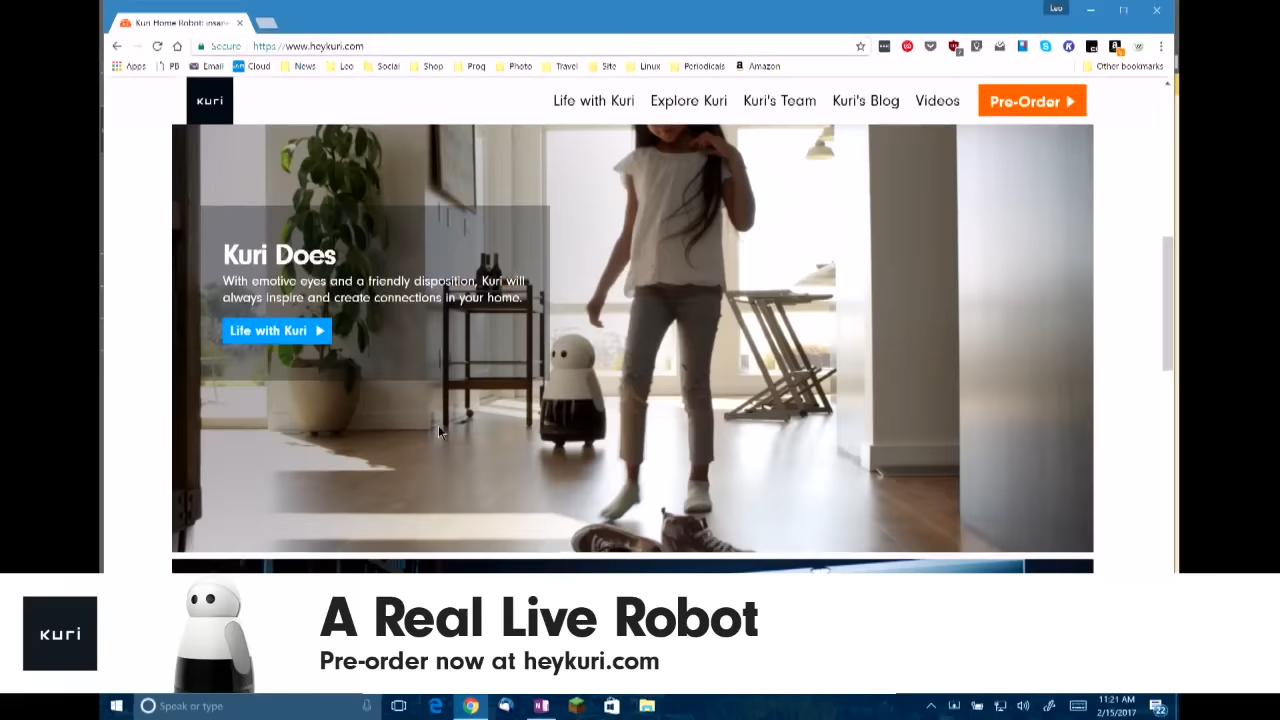 Leo
Kuri Home Robot: insan
Secure
https://www.heykuri.com
Apps
PB
Email
Cloud
News
Leo
Social
Shop
Prog
Photo
Travel
Site
Linux
Periodicals
Amazon
Other bookmarks
kuri
Life with Kuri
Explore Kuri
Kuri's Team
Kuri's Blog
Videos
Pre-Order
Kuri Does
With emotive eyes and a friendly disposition, Kuri will
always inspire and create connections in your home.
Life with Kuri
kuri
A Real Live Robot
Pre-order now at heykuri.com
Speak or type
11:21 AM
2/15/2017
22